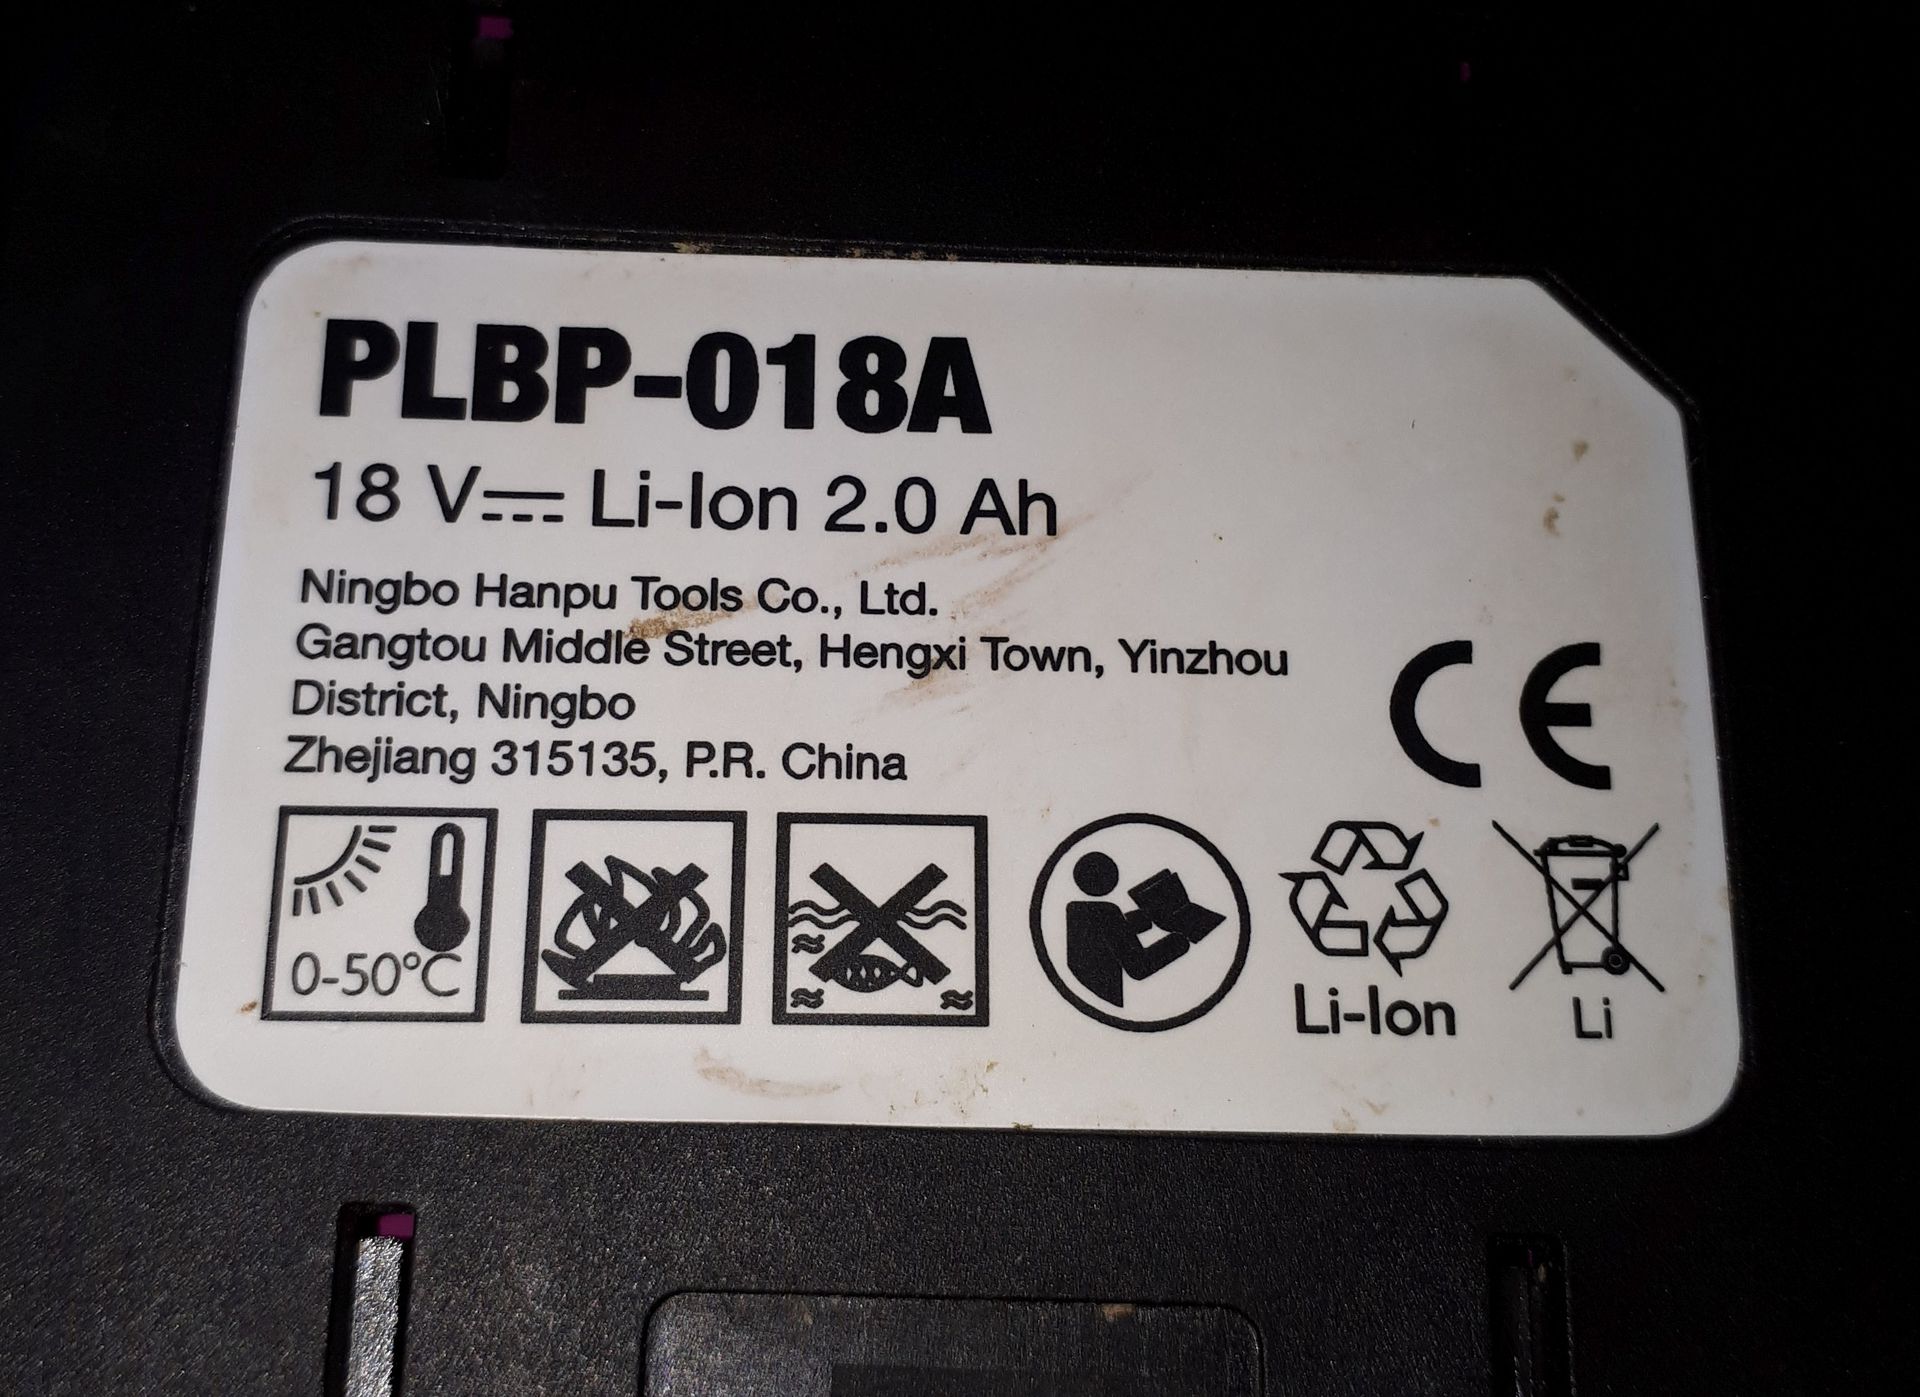 PLBP-018A
18 V⎓ Li-Ion 2.0 Ah
Ningbo Hanpu Tools Co., Ltd.
Gangtou Middle Street, Hengxi Town, Yinzhou
District, Ningbo
Zhejiang 315135, P.R. China
CE
0-50°C
Li-Ion
Li